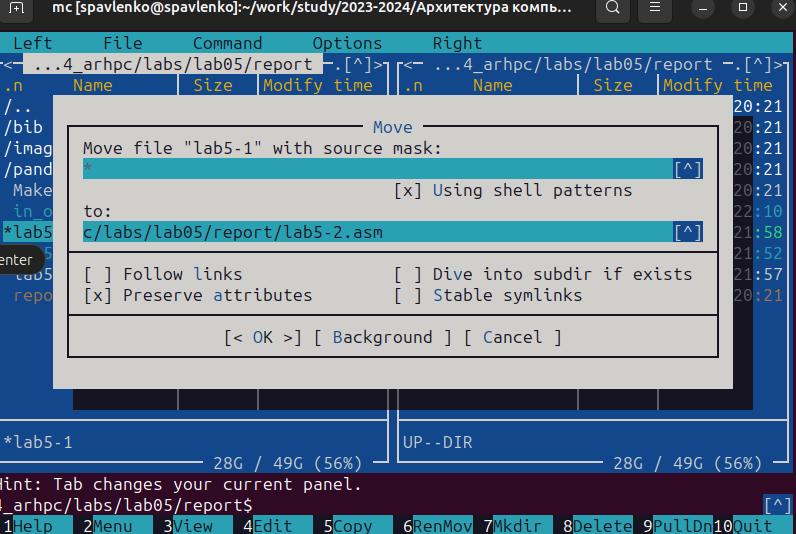 mc [spavlenko@spavlenko]:~/work/study/2023-2024/Архитектура компь…
Left File Command Options Right
<─ ...4_arhpc/labs/lab05/report ─.[^]>
<─ ...4_arhpc/labs/lab05/report ─.[^]>
.n Name Size Modify time
.n Name Size Modify time
/.. 20:21
/bib 20:21
/imag 20:21
/pand 20:21
Make 20:21
in_o 22:10
*lab5 21:58
enter 21:52
lab5 21:57
repo 20:21
Move
Move file "lab5-1" with source mask:
* [^]
[x] Using shell patterns
to:
c/labs/lab05/report/lab5-2.asm [^]
[ ] Follow links [ ] Dive into subdir if exists
[x] Preserve attributes [ ] Stable symlinks
[< OK >] [ Background ] [ Cancel ]
*lab5-1 UP--DIR
28G / 49G (56%) 28G / 49G (56%)
Hint: Tab changes your current panel.
4_arhpc/labs/lab05/report$ [^]
1Help 2Menu 3View 4Edit 5Copy 6RenMov 7Mkdir 8Delete 9PullDn 10Quit